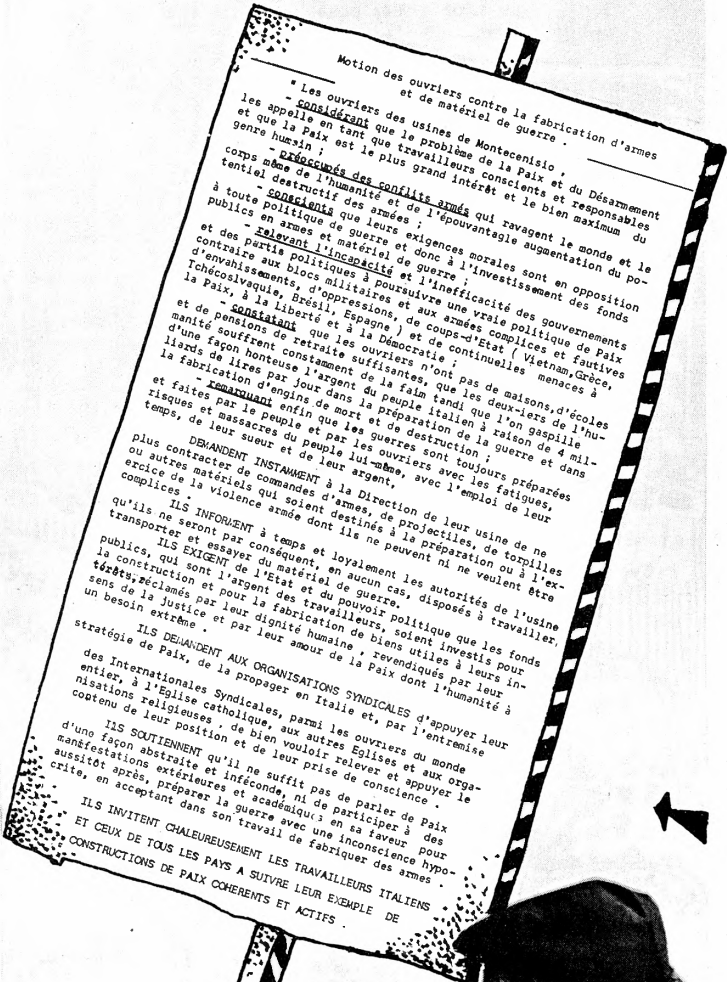 Motion des ouvriers contre la fabrication d'armes
et de matériel de guerre .
" Les ouvriers des usines de Montecenisio ,
- considérant que le problème de la Paix et du Désarmement
les appelle en tant que travailleurs conscients et responsables
et que la Paix est le plus grand intérêt et le bien maximum du
genre humain ;
- préoccupés des conflits armés qui ravagent le monde et le
corps même de l'humanité et de l'épouvantagle augmentation du po-
tentiel destructif des armées ;
- conscients que leurs exigences morales sont en opposition
à toute politique de guerre et donc à l'investissement des fonds
publics en armes et matériel de guerre ;
- relevant l'incapacité et l'inefficacité des gouvernements
et des partis politiques à poursuivre une vraie politique de Paix
contraire aux blocs militaires et aux armées complices et fautives
d'envahissements, d'oppressions, de coups-d'Etat ( Vietnam,Grèce,
Tchécoslvaquie, Brésil, Espagne ) et de continuelles menaces à
la Paix, à la Liberté et à la Démocratie ;
- constatant que les ouvriers n'ont pas de maisons,d'écoles
et de pensions de retraite suffisantes, que les deux-iers de l'hu-
manité souffrent constamment de la faim tandi que l'on gaspille
d'une façon honteuse l'argent du peuple italien à raison de 4 mil-
liards de lires par jour dans la préparation de la guerre et dans
la fabrication d'engins de mort et de destruction ;
- remarquant enfin que les guerres sont toujours préparées
et faites par le peuple et par les ouvriers avec les fatigues,
risques et massacres du peuple lui-même, avec l'emploi de leur
temps, de leur sueur et de leur argent,
DEMANDENT INSTAMMENT à la Direction de leur usine de ne
plus contracter de commandes d'armes, de projectiles, de torpilles
ou autres matériels qui soient destinés à la préparation ou à l'ex-
ercice de la violence armée dont ils ne peuvent ni ne veulent être
complices .
ILS INFORMENT à temps et loyalement les autorités de l'usine
qu'ils ne seront par conséquent, en aucun cas, disposés à travailler,
transporter et essayer du matériel de guerre.
ILS EXIGENT de l'Etat et du pouvoir politique que les fonds
publics, qui sont l'argent des travailleurs, soient investis pour
la construction et pour la fabrication de biens utiles à leurs in-
térêts,réclamés par leur dignité humaine , revendiqués par leur
sens de la justice et par leur amour de la Paix dont l'humanité à
un besoin extrême .
ILS DEMANDENT AUX ORGANISATIONS SYNDICALES d'appuyer leur
stratégie de Paix, de la propager en Italie et, par l'entremise
des Internationales Syndicales, parmi les ouvriers du monde
entier, à l'Eglise catholique, aux autres Eglises et aux orga-
nisations religieuses , de bien vouloir relever et appuyer le
contenu de leur position et de leur prise de conscience .
ILS SOUTIENNENT qu'il ne suffit pas de parler de Paix
d'une façon abstraite et inféconde, ni de participer à des
manifestations extérieures et académiques en sa faveur pour
aussitôt après, préparer la guerre avec une inconscience hypo-
crite, en acceptant dans son travail de fabriquer des armes .
ILS INVITENT CHALEUREUSEMENT LES TRAVAILLEURS ITALIENS
ET CEUX DE TOUS LES PAYS A SUIVRE LEUR EXEMPLE DE
CONSTRUCTIONS DE PAIX COHERENTS ET ACTIFS .